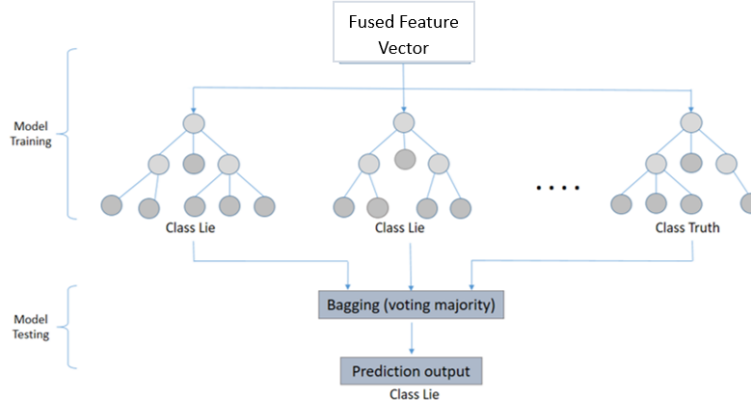 Fused Feature
Vector
Model
Training
. . . .
Class Lie
Class Lie
Class Truth
Bagging (voting majority)
Model
Testing
Prediction output
Class Lie